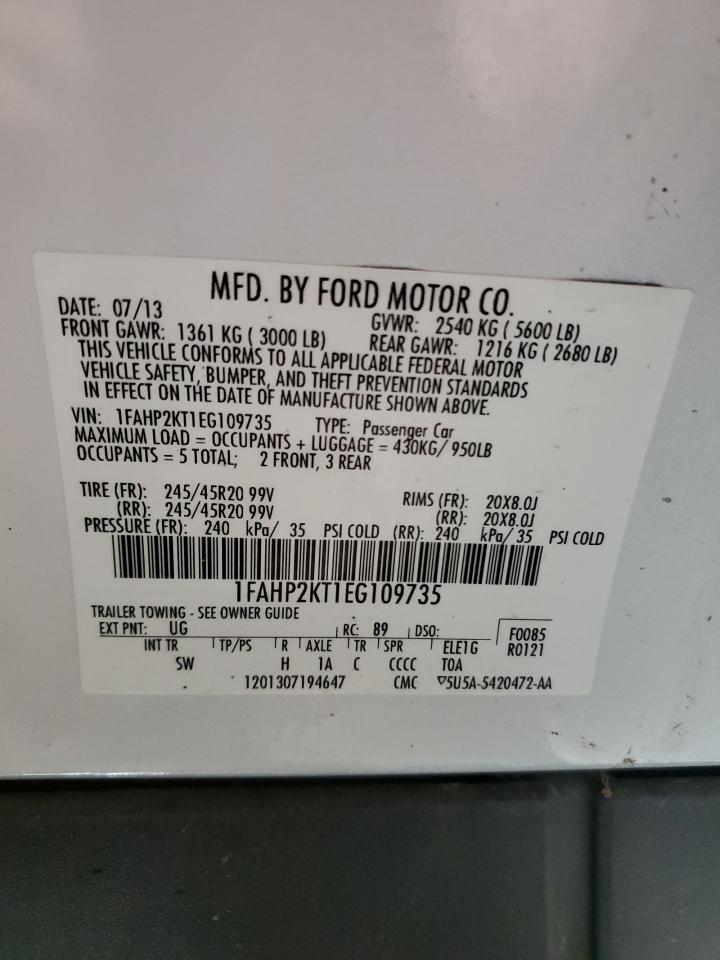 MFD. BY FORD MOTOR CO.
DATE: 07/13 GVWR: 2540 KG ( 5600 LB)
FRONT GAWR: 1361 KG ( 3000 LB) REAR GAWR: 1216 KG ( 2680 LB)
THIS VEHICLE CONFORMS TO ALL APPLICABLE FEDERAL MOTOR
VEHICLE SAFETY, BUMPER, AND THEFT PREVENTION STANDARDS
IN EFFECT ON THE DATE OF MANUFACTURE SHOWN ABOVE.
VIN: 1FAHP2KT1EG109735 TYPE: Passenger Car
MAXIMUM LOAD = OCCUPANTS + LUGGAGE = 430KG/ 950LB
OCCUPANTS = 5 TOTAL; 2 FRONT, 3 REAR
TIRE (FR): 245/45R20 99V RIMS (FR): 20X8.0J
(RR): 245/45R20 99V (RR): 20X8.0J
PRESSURE (FR): 240 kPa/ 35 PSI COLD (RR): 240 kPa/ 35 PSI COLD
1FAHP2KT1EG109735
TRAILER TOWING - SEE OWNER GUIDE
EXT PNT: UG RC: 89 DSO: F0085
INT TR TP/PS R AXLE TR SPR ELE1G R0121
SW H 1A C CCCC TOA
1201307194647 CMC ▽5U5A-5420472-AA